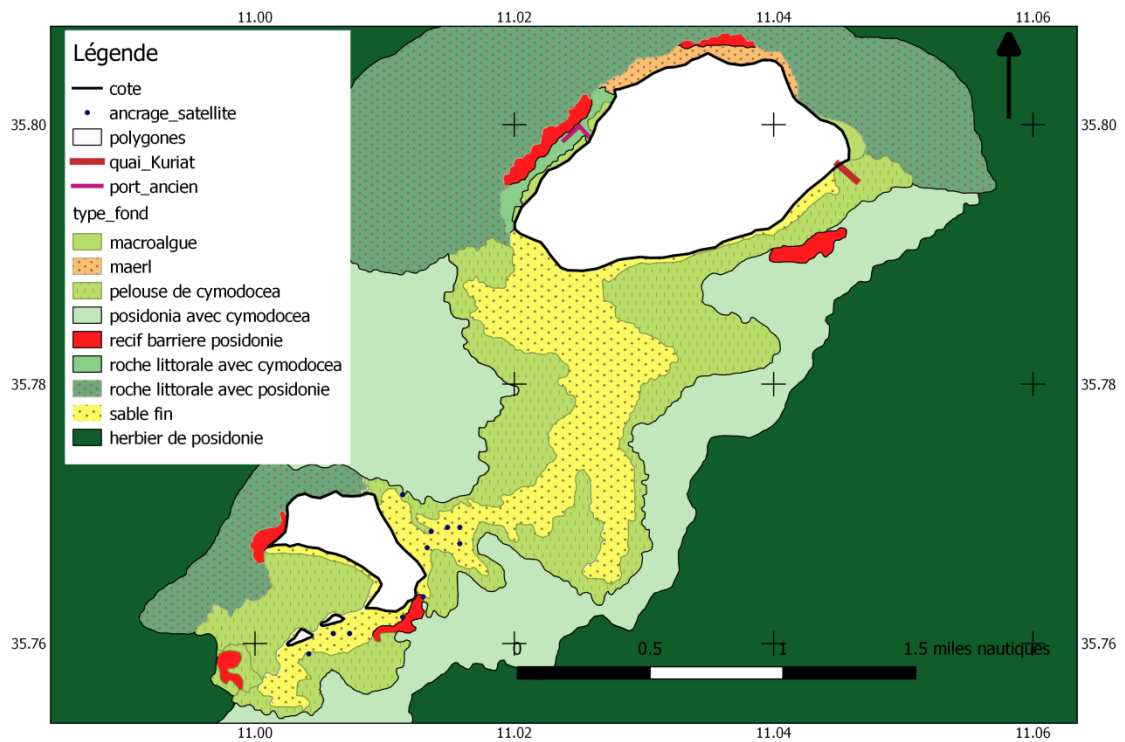 11.00 11.02 11.04 11.06
Légende
cote
ancrage_satellite
polygones
quai_Kuriat
port_ancien
type_fond
macroalgue
maerl
pelouse de cymodocea
posidonia avec cymodocea
recif barriere posidonie
roche littorale avec cymodocea
roche littorale avec posidonie
sable fin
herbier de posidonie
35.80 35.80
35.78 35.78
35.76 35.76
0 0.5 1 1.5 miles nautiques
11.00 11.02 11.04 11.06